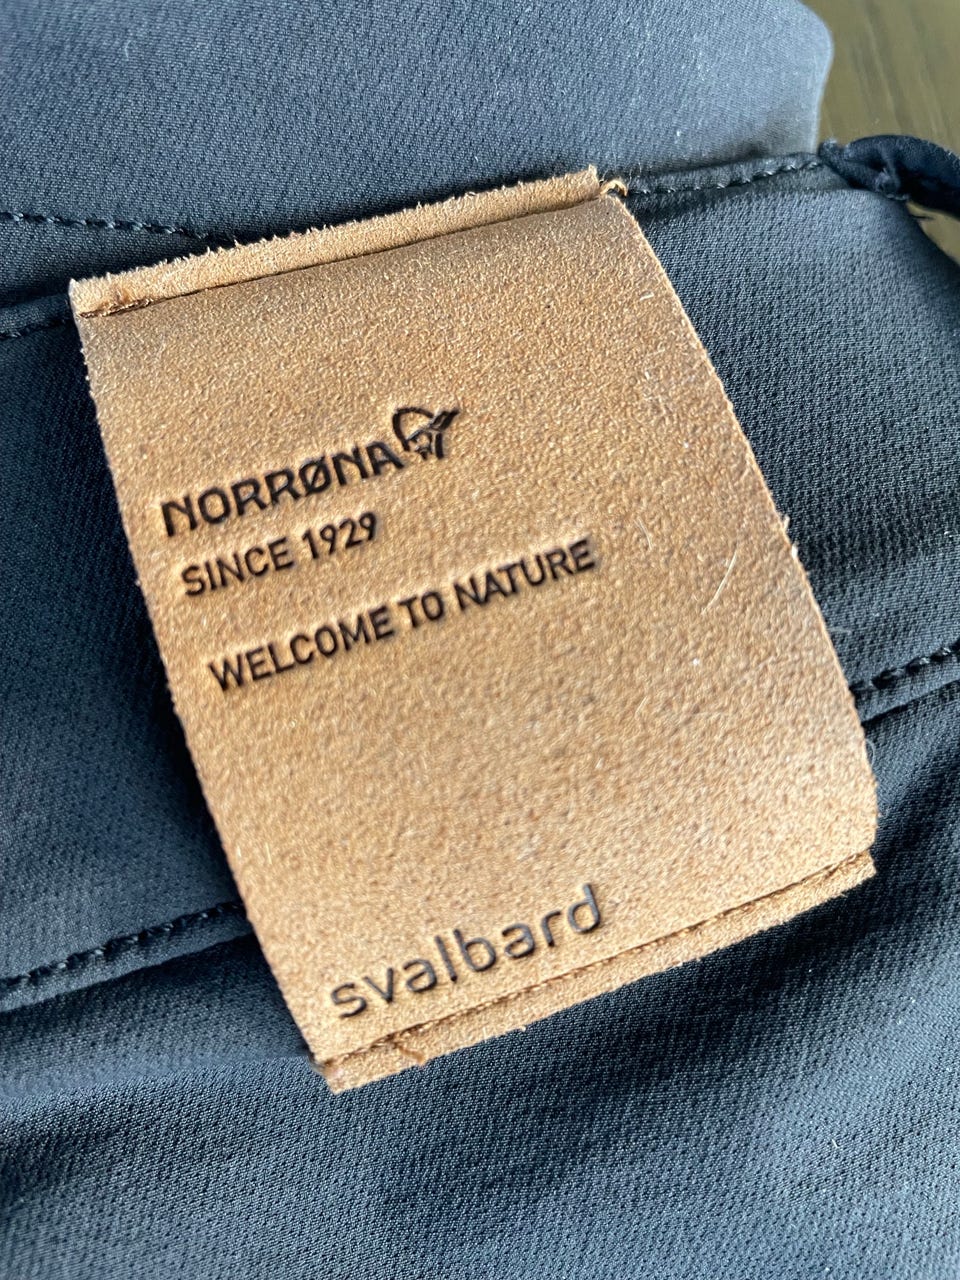 NORRØNA
SINCE 1929
WELCOME TO NATURE
svalbard